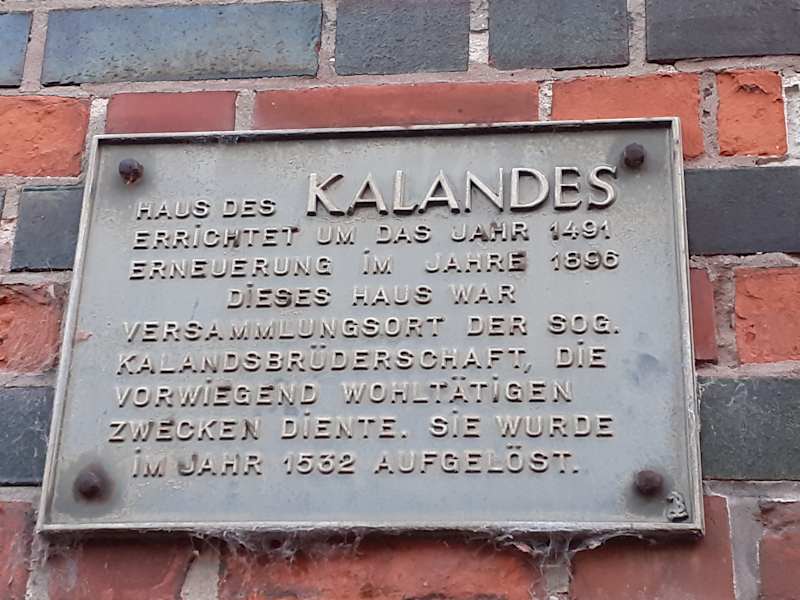 HAUS DES KALANDES
ERRICHTET UM DAS JAHR 1491
ERNEUERUNG IM JAHRE 1896
DIESES HAUS WAR
VERSAMMLUNGSORT DER SOG.
KALANDSBRÜDERSCHAFT, DIE
VORWIEGEND WOHLTÄTIGEN
ZWECKEN DIENTE. SIE WURDE
IM JAHR 1532 AUFGELÖST.